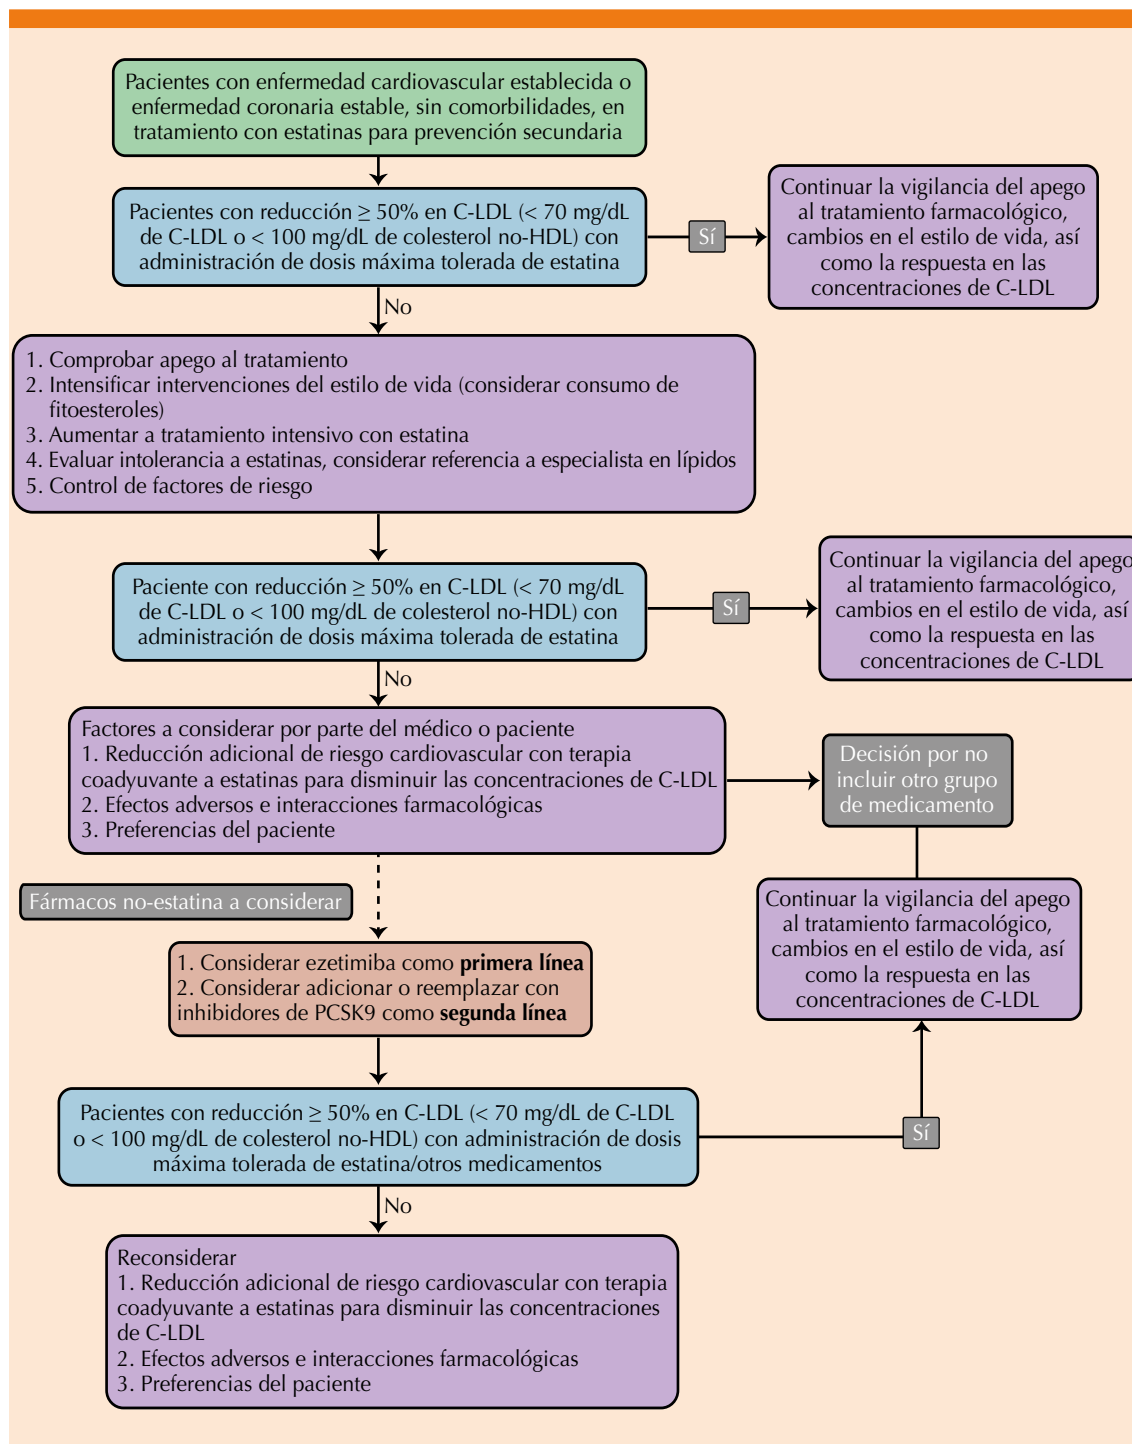 Pacientes con enfermedad cardiovascular establecida o
enfermedad coronaria estable, sin comorbilidades, en
tratamiento con estatinas para prevención secundaria
Pacientes con reducción ≥ 50% en C-LDL (< 70 mg/dL
de C-LDL o < 100 mg/dL de colesterol no-HDL) con
administración de dosis máxima tolerada de estatina
Sí
Continuar la vigilancia del apego
al tratamiento farmacológico,
cambios en el estilo de vida, así
como la respuesta en las
concentraciones de C-LDL
No
1. Comprobar apego al tratamiento
2. Intensificar intervenciones del estilo de vida (considerar consumo de
fitoesteroles)
3. Aumentar a tratamiento intensivo con estatina
4. Evaluar intolerancia a estatinas, considerar referencia a especialista en lípidos
5. Control de factores de riesgo
Paciente con reducción ≥ 50% en C-LDL (< 70 mg/dL
de C-LDL o < 100 mg/dL de colesterol no-HDL) con
administración de dosis máxima tolerada de estatina
Sí
Continuar la vigilancia del apego
al tratamiento farmacológico,
cambios en el estilo de vida, así
como la respuesta en las
concentraciones de C-LDL
No
Factores a considerar por parte del médico o paciente
1. Reducción adicional de riesgo cardiovascular con terapia
coadyuvante a estatinas para disminuir las concentraciones de C-LDL
2. Efectos adversos e interacciones farmacológicas
3. Preferencias del paciente
Decisión por no
incluir otro grupo
de medicamento
Fármacos no-estatina a considerar
Continuar la vigilancia del apego
al tratamiento farmacológico,
cambios en el estilo de vida, así
como la respuesta en las
concentraciones de C-LDL
1. Considerar ezetimiba como primera línea
2. Considerar adicionar o reemplazar con
inhibidores de PCSK9 como segunda línea
Pacientes con reducción ≥ 50% en C-LDL (< 70 mg/dL de C-LDL
o < 100 mg/dL de colesterol no-HDL) con administración de dosis
máxima tolerada de estatina/otros medicamentos
Sí
No
Reconsiderar
1. Reducción adicional de riesgo cardiovascular con terapia
coadyuvante a estatinas para disminuir las concentraciones
de C-LDL
2. Efectos adversos e interacciones farmacológicas
3. Preferencias del paciente